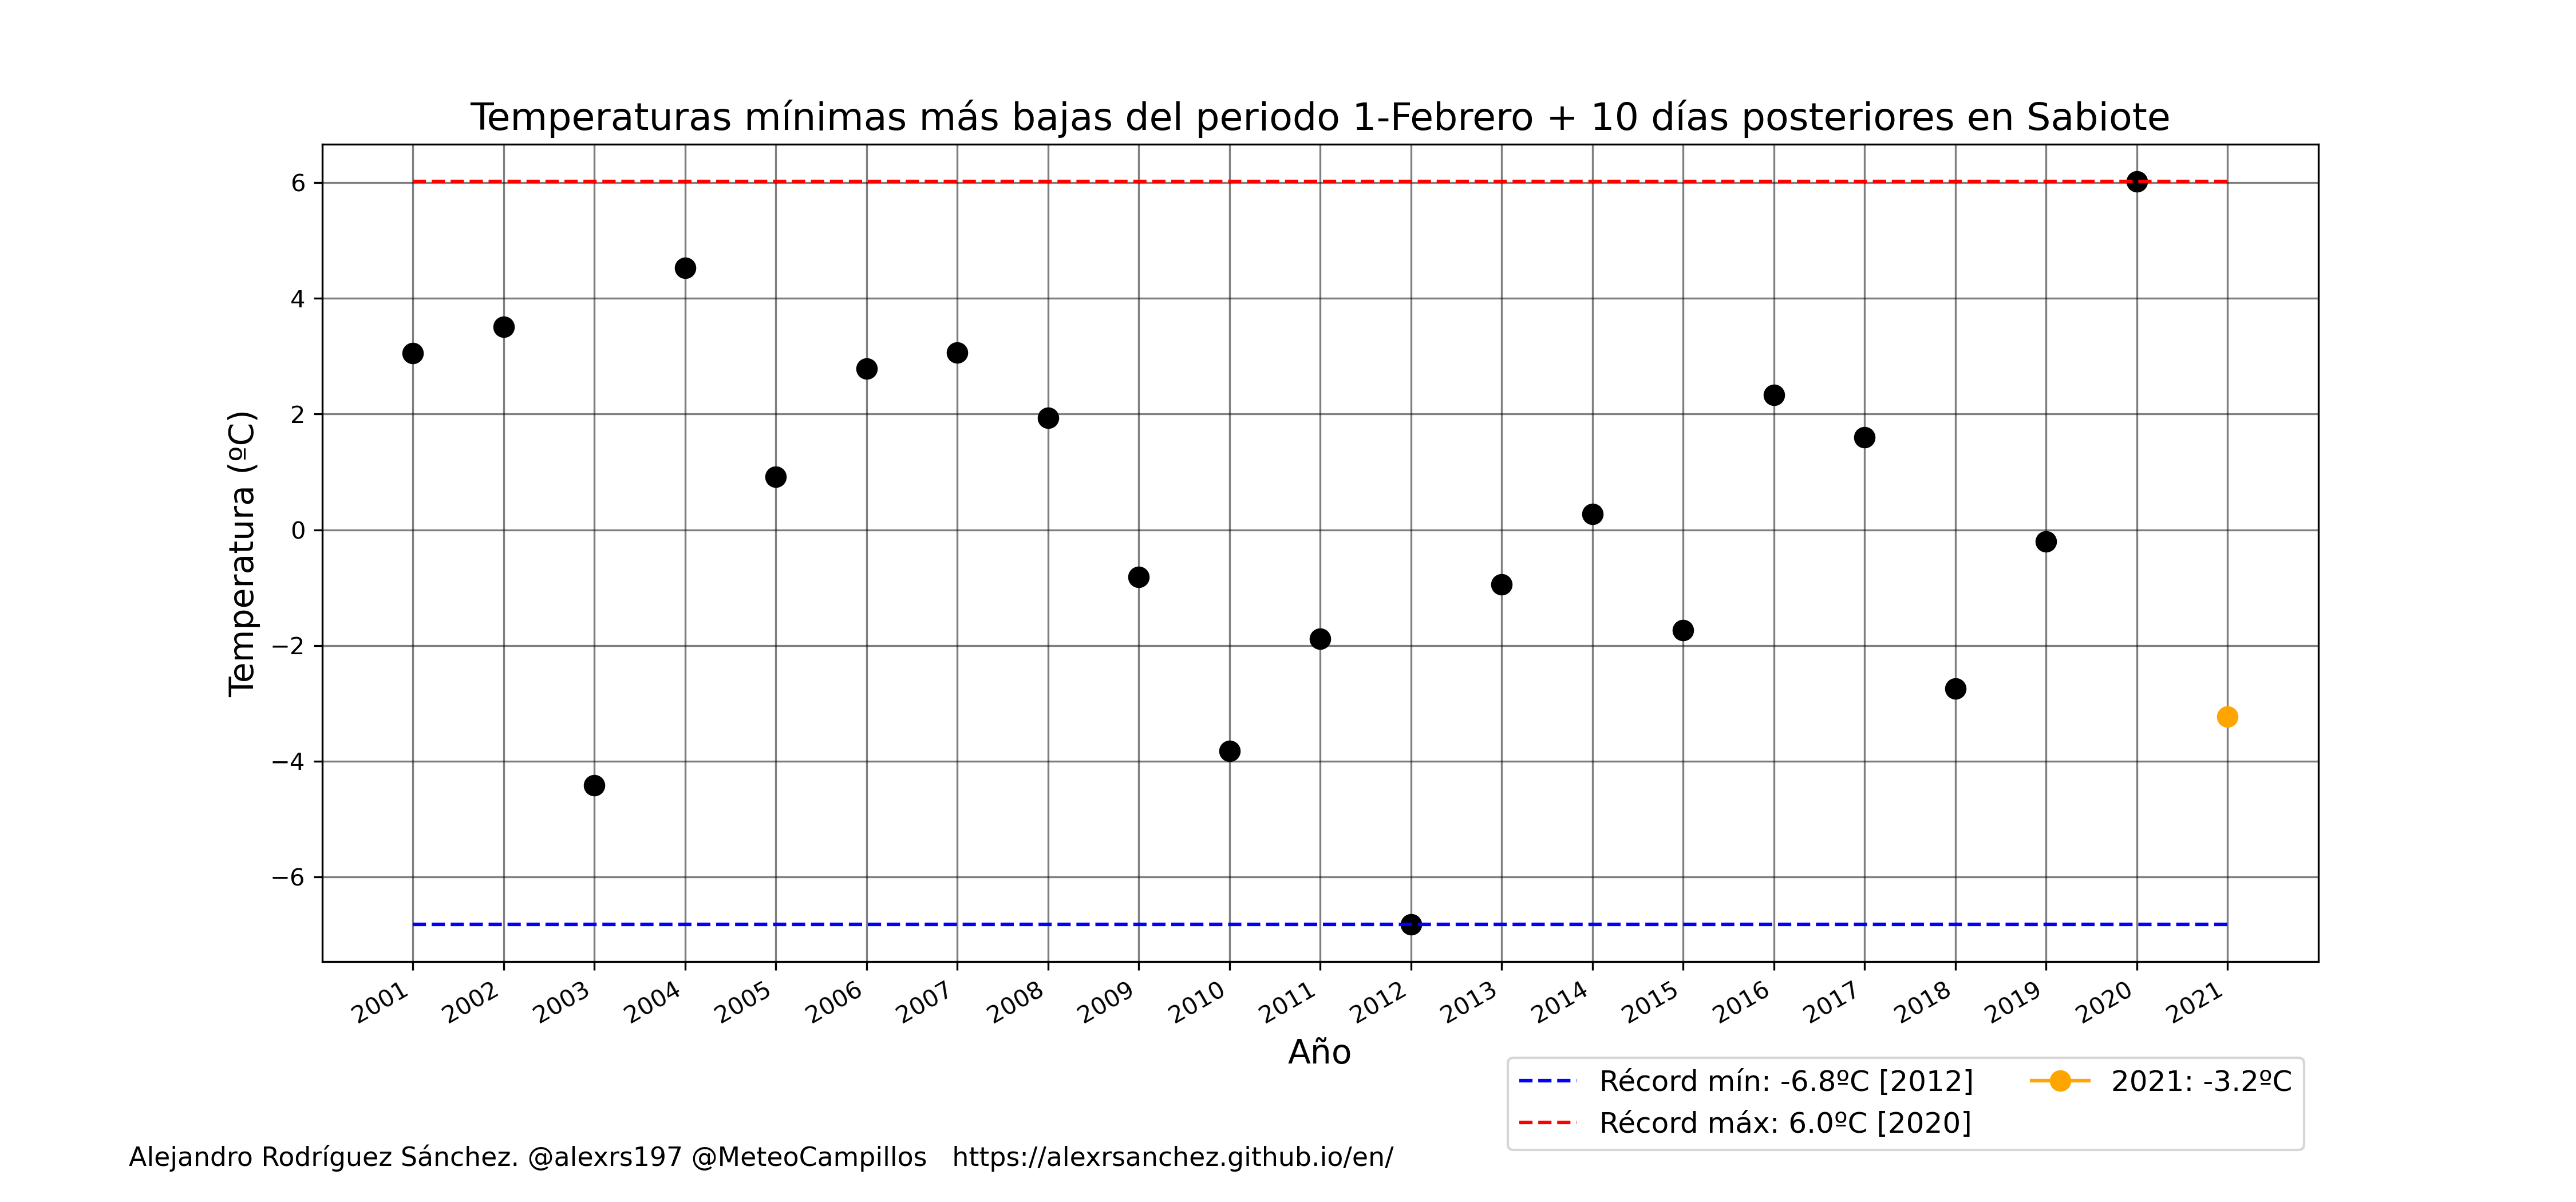 Temperaturas mínimas más bajas del periodo 1-Febrero + 10 días posteriores en Sabiote
Temperatura (ºC)
6
4
2
0
−2
−4
−6
2001 2002 2003 2004 2005 2006 2007 2008 2009 2010 2011 2012 2013 2014 2015 2016 2017 2018 2019 2020 2021
Año
Récord mín: -6.8ºC [2012]
Récord máx: 6.0ºC [2020]
2021: -3.2ºC
Alejandro Rodríguez Sánchez. @alexrs197 @MeteoCampillos https://alexrsanchez.github.io/en/